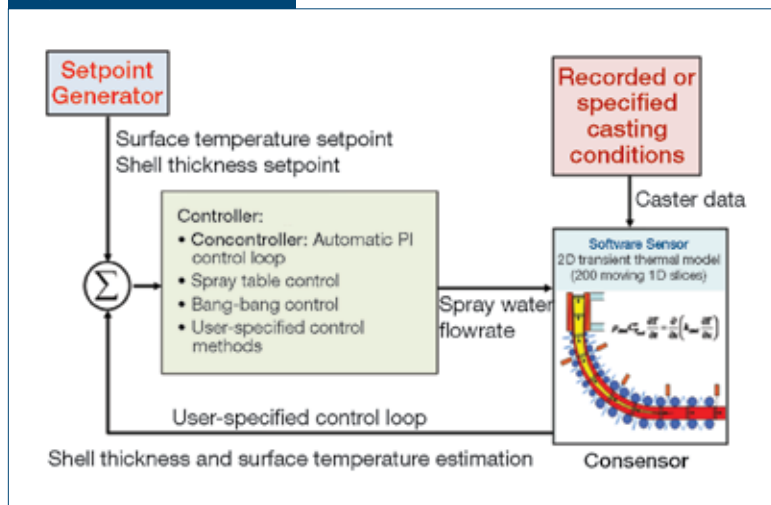 Setpoint
Generator
Surface temperature setpoint
Shell thickness setpoint
Recorded or
specified
casting
conditions
Caster data
Σ
Controller:
• Concontroller: Automatic PI
control loop
• Spray table control
• Bang-bang control
• User-specified control
methods
Spray water
flowrate
Software Sensor
2D transient thermal model
(200 moving 1D slices)
User-specified control loop
Shell thickness and surface temperature estimation
Consensor